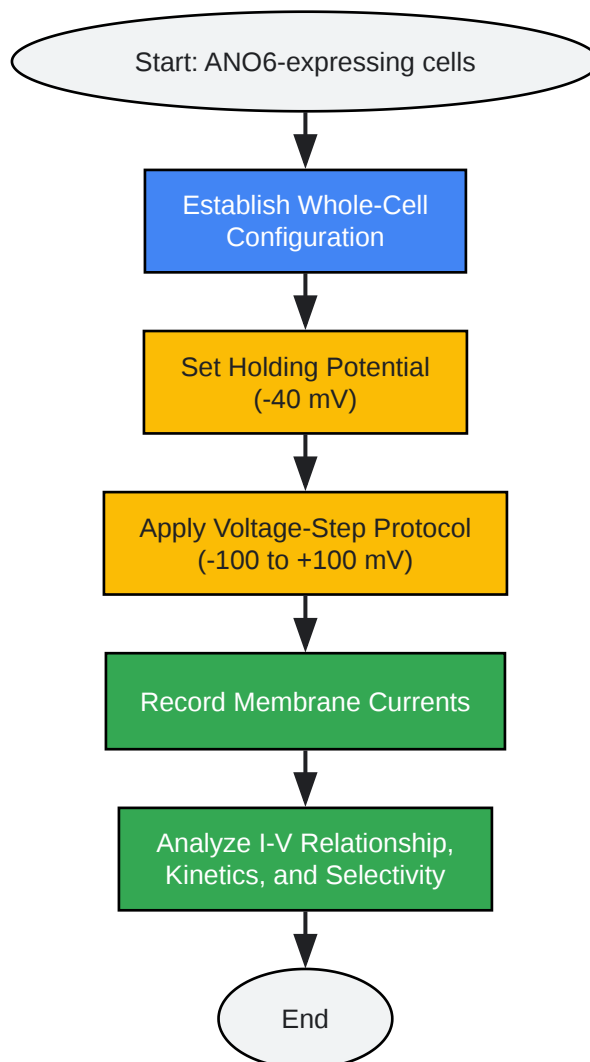 Start: ANO6-expressing cells
Establish Whole-Cell
Configuration
Set Holding Potential
(-40 mV)
Apply Voltage-Step Protocol
(-100 to +100 mV)
Record Membrane Currents
Analyze I-V Relationship,
Kinetics, and Selectivity
End